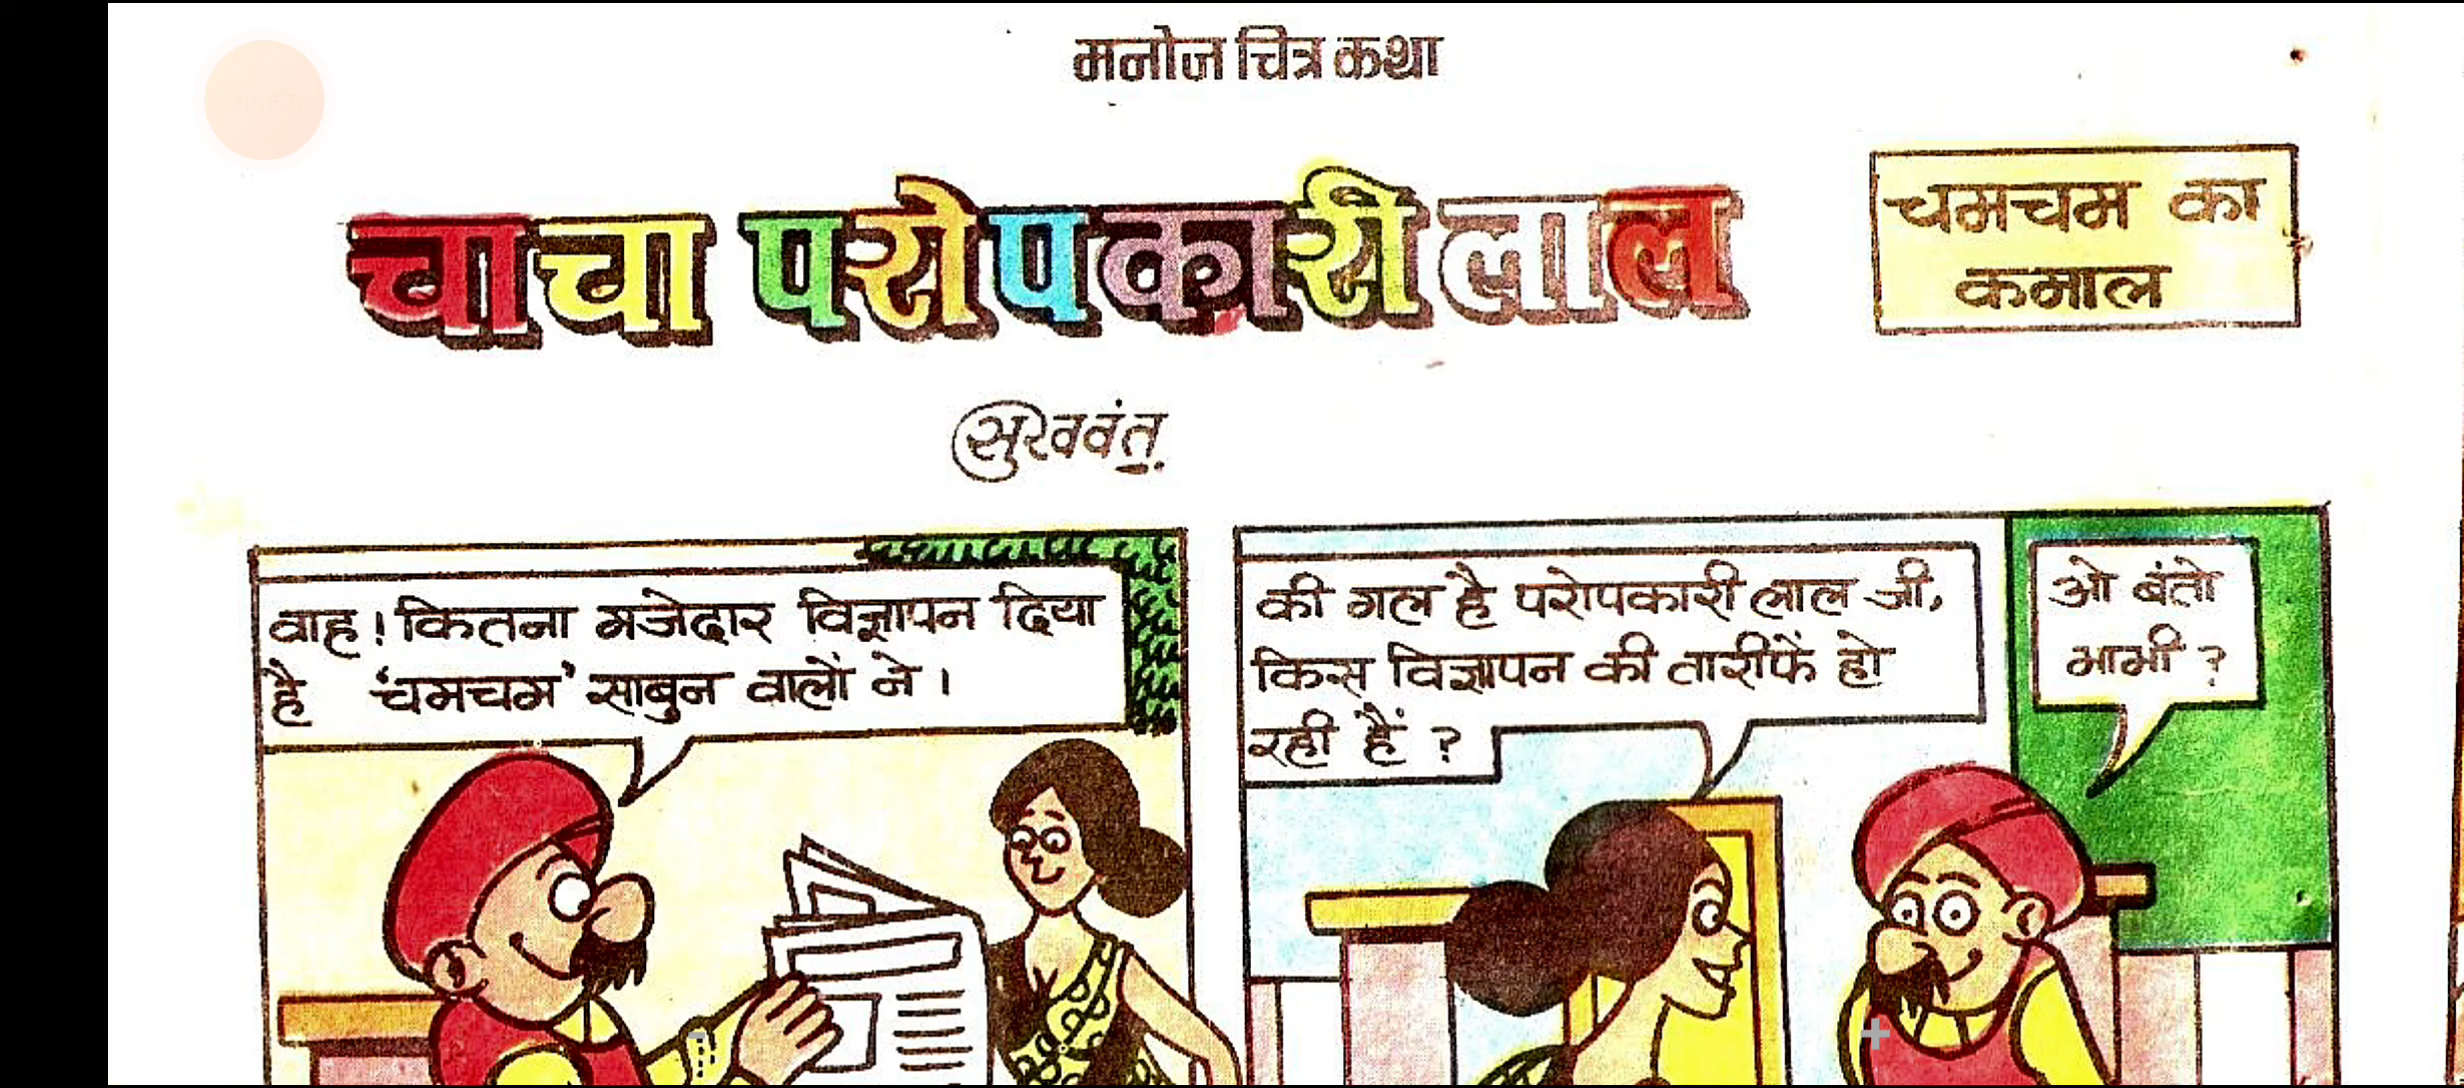 मनोज चित्र कथा
चाचा परोपकारी लाल
चमचम का
कमाल
सुखवंत
वाह! कितना मजेदार विज्ञापन दिया
है 'चमचम' साबुन वालों ने।
की गल है परोपकारी लाल जी,
किस विज्ञापन की तारीफें हो
रही हैं ?
ओ बंतो
भाभी ?